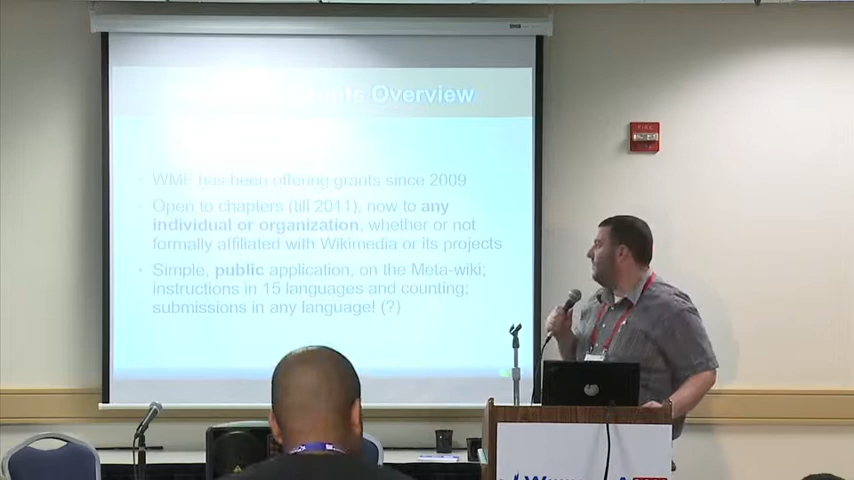 Overview
WMF has been offering grants since 2009
Open to chapters (till 2011), now to any
individual or organization, whether or not
formally affiliated with Wikimedia or its projects
Simple, public application, on the Meta-wiki;
instructions in 15 languages and counting;
submissions in any language! (?)
FIRE